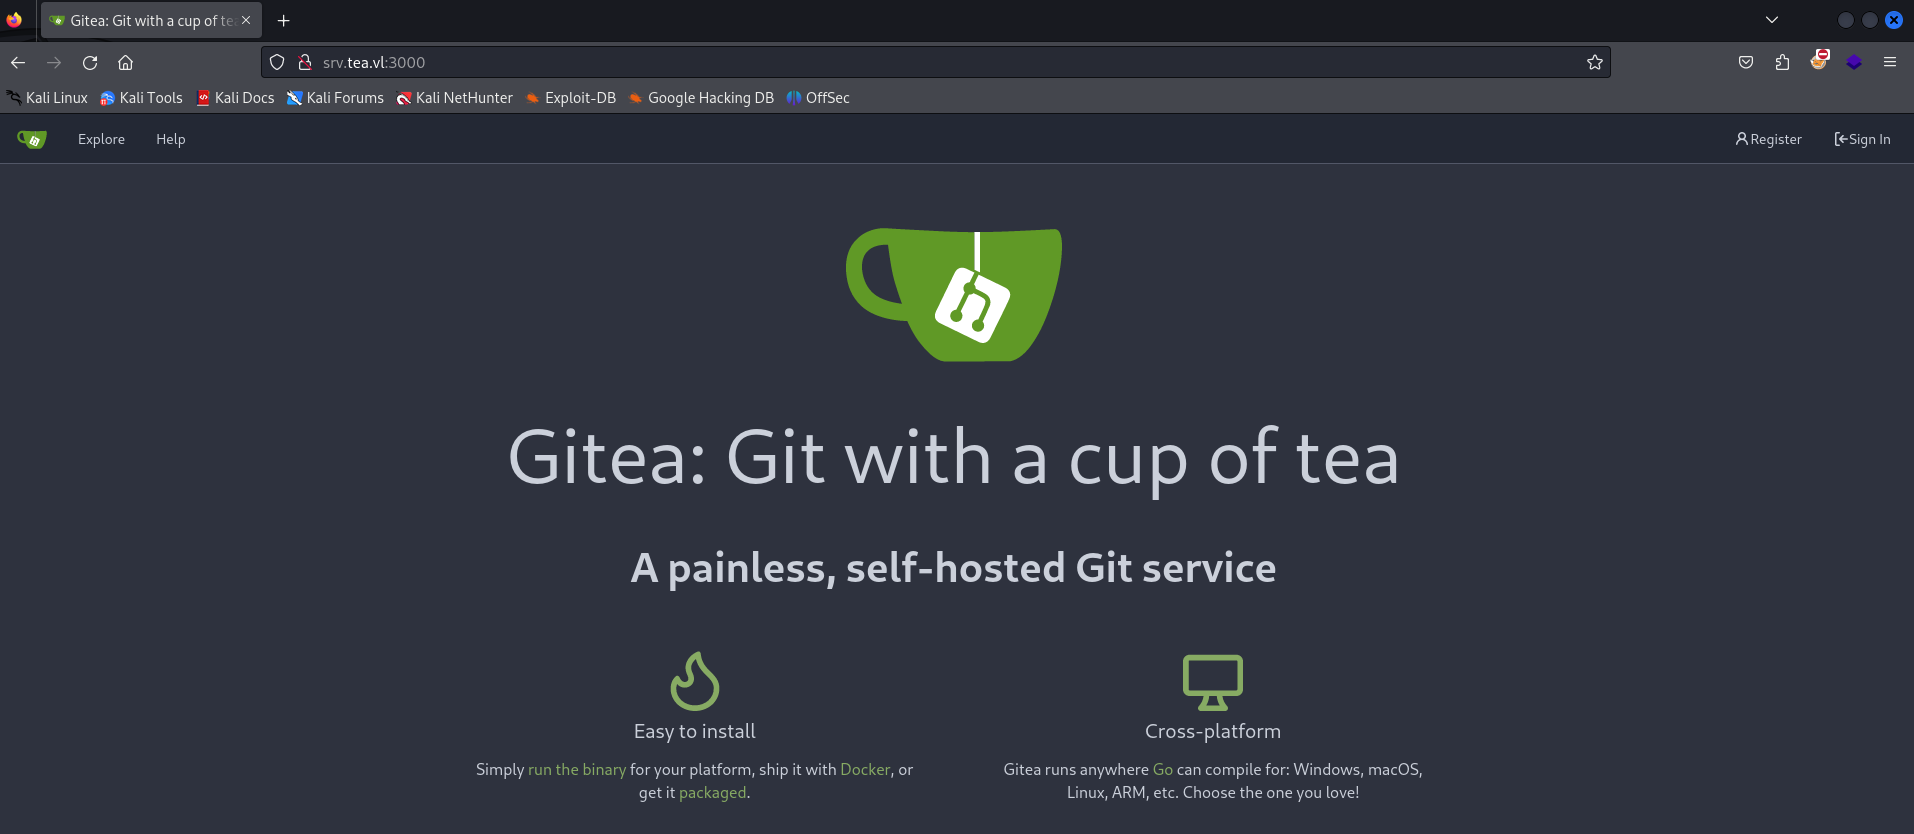 Gitea: Git with a cup of tea
srv.tea.vl:3000
Kali Linux Kali Tools Kali Docs Kali Forums Kali NetHunter Exploit-DB Google Hacking DB OffSec
Explore Help Register Sign In
Gitea: Git with a cup of tea
A painless, self-hosted Git service
Easy to install
Simply run the binary for your platform, ship it with Docker, or
get it packaged.
Cross-platform
Gitea runs anywhere Go can compile for: Windows, macOS,
Linux, ARM, etc. Choose the one you love!